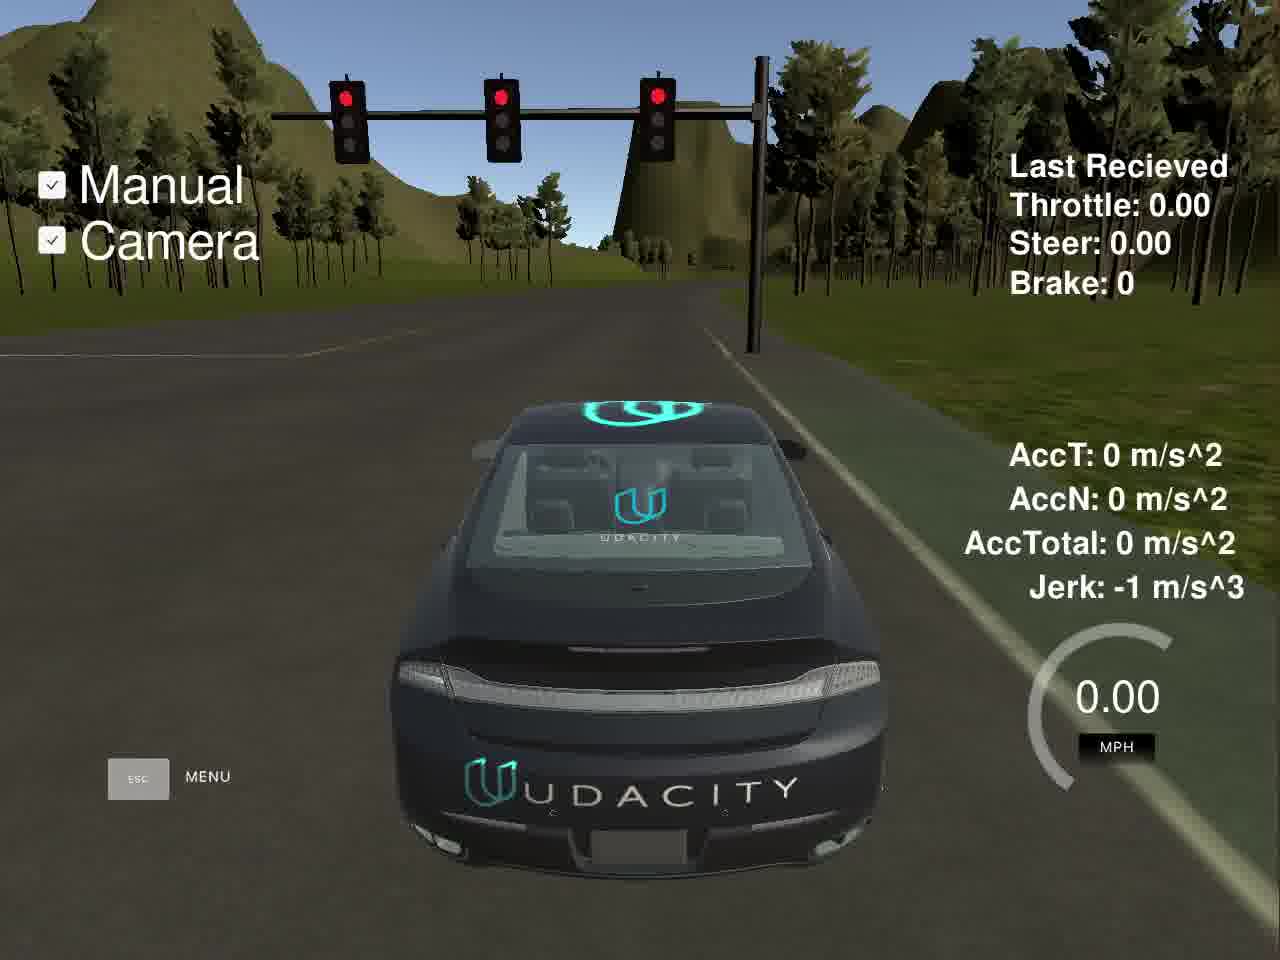 Manual
Camera
Last Recieved
Throttle: 0.00
Steer: 0.00
Brake: 0
UDACITY
AccT: 0 m/s^2
AccN: 0 m/s^2
AccTotal: 0 m/s^2
Jerk: -1 m/s^3
0.00
MPH
ESC
MENU
UDACITY